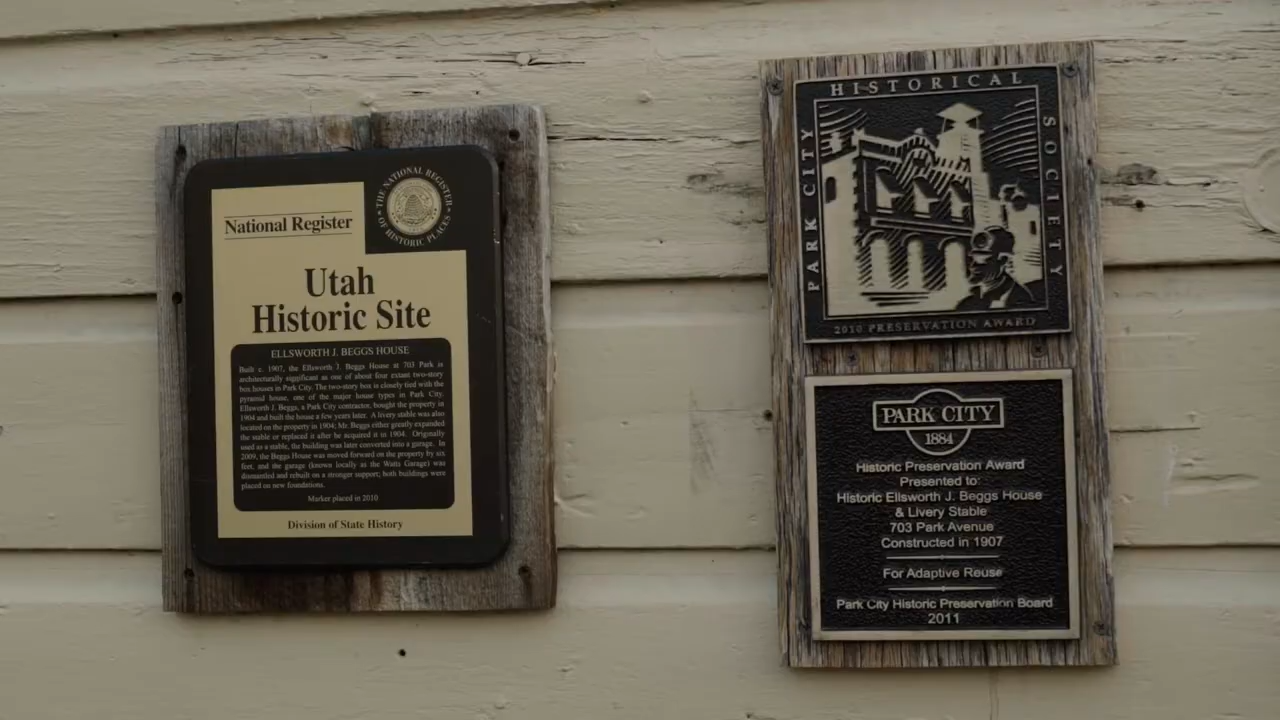 National Register
THE NATIONAL REGISTER
OF HISTORIC PLACES
Utah
Historic Site
ELLSWORTH J. BEGGS HOUSE
Built c. 1907, the Ellsworth J. Beggs House at 703 Park is
architecturally significant as one of about four extant two-story
box houses in Park City. The two-story box is closely tied with the
pyramid house, one of the major house types in Park City.
Ellsworth J. Beggs, a Park City contractor, bought the property in
1904 and built the house a few years later. A livery stable was also
located on the property in 1904; Mr. Beggs either greatly expanded
the stable or replaced it after he acquired it in 1904. Originally
used as a stable, the building was later converted into a garage. In
2009, the Beggs House was moved forward on the property by six
feet, and the garage (known locally as the Watts Garage) was
dismantled and rebuilt on a stronger support; both buildings were
placed on new foundations.
Marker placed in 2010
Division of State History
PARK CITY
HISTORICAL
SOCIETY
2010 PRESERVATION AWARD
PARK CITY
1884
Historic Preservation Award
Presented to:
Historic Ellsworth J. Beggs House
& Livery Stable
703 Park Avenue
Constructed in 1907
For Adaptive Reuse
Park City Historic Preservation Board
2011